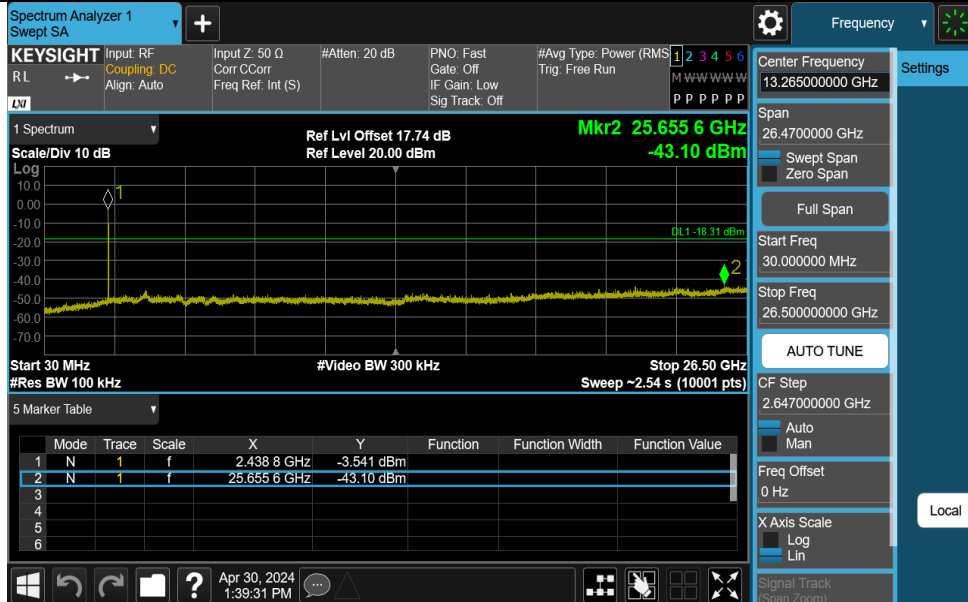 Spectrum Analyzer 1
Swept SA
+
Frequency
KEYSIGHT
R L
LXI
Input: RF
Coupling: DC
Align: Auto
Input Z: 50 Ω
Corr CCorr
Freq Ref: Int (S)
#Atten: 20 dB
PNO: Fast
Gate: Off
IF Gain: Low
Sig Track: Off
#Avg Type: Power (RMS
Trig: Free Run
1 2 3 4 5 6
M W W W W W
P P P P P P
1 Spectrum
Scale/Div 10 dB
Ref Lvl Offset 17.74 dB
Ref Level 20.00 dBm
Mkr2 25.655 6 GHz
-43.10 dBm
Log
10.0
0.00
-10.0
-20.0
-30.0
-40.0
-50.0
-60.0
-70.0
1
DL1 -18.31 dBm
2
Start 30 MHz
#Res BW 100 kHz
#Video BW 300 kHz
Stop 26.50 GHz
Sweep ~2.54 s (10001 pts)
5 Marker Table
Mode Trace Scale X Y Function Function Width Function Value
1 N 1 f 2.438 8 GHz -3.541 dBm
2 N 1 f 25.655 6 GHz -43.10 dBm
3
4
5
6
?
Apr 30, 2024
1:39:31 PM
Center Frequency
13.265000000 GHz
Span
26.4700000 GHz
Swept Span
Zero Span
Full Span
Start Freq
30.000000 MHz
Stop Freq
26.500000000 GHz
AUTO TUNE
CF Step
2.647000000 GHz
Auto
Man
Freq Offset
0 Hz
X Axis Scale
Log
Lin
Signal Track
(Span Zoom)
Settings
Local